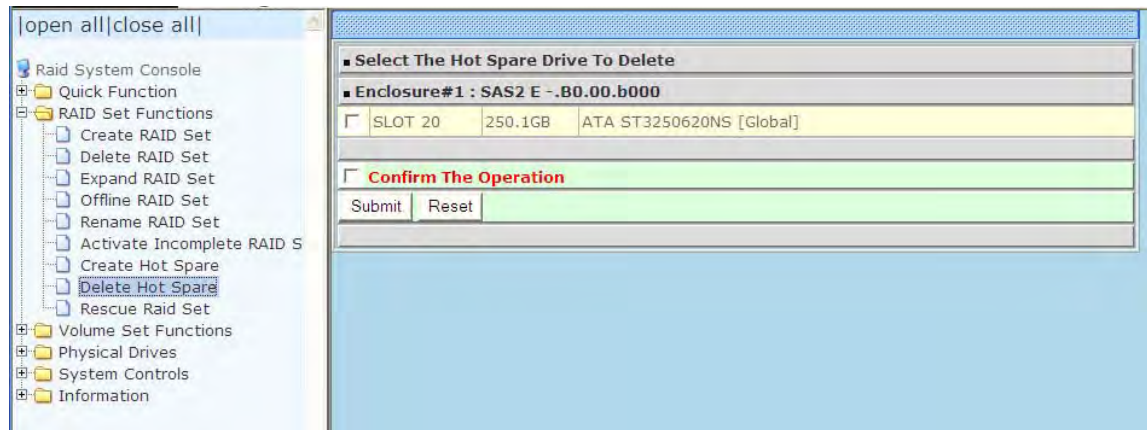 |open all|close all|
Raid System Console
Quick Function
RAID Set Functions
Create RAID Set
Delete RAID Set
Expand RAID Set
Offline RAID Set
Rename RAID Set
Activate Incomplete RAID S
Create Hot Spare
Delete Hot Spare
Rescue Raid Set
Volume Set Functions
Physical Drives
System Controls
Information
Select The Hot Spare Drive To Delete
Enclosure#1 : SAS2 E -.B0.00.b000
SLOT 20 250.1GB ATA ST3250620NS [Global]
Confirm The Operation
Submit Reset